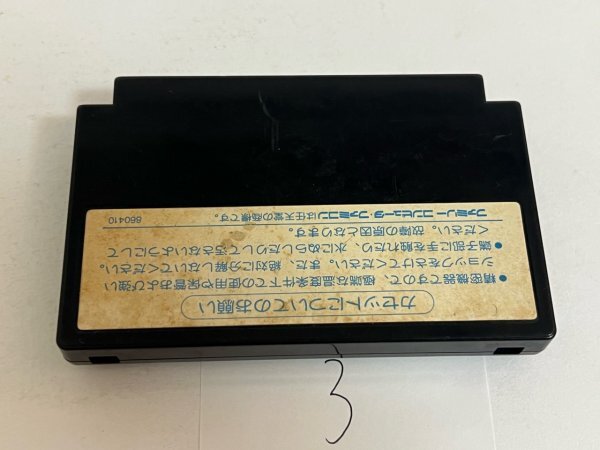 カセットについてのお願い
●精密機器ですので、極端な温度条件下での使用や保管および強い
ショックをさけてください。また、絶対に分解しないでください。
●端子部に手を触れたり、水にぬらしたりして汚さないようにして
ください。故障の原因となります。
ファミリーコンピュータ・ファミコンは任天堂の商標です。
860410
3